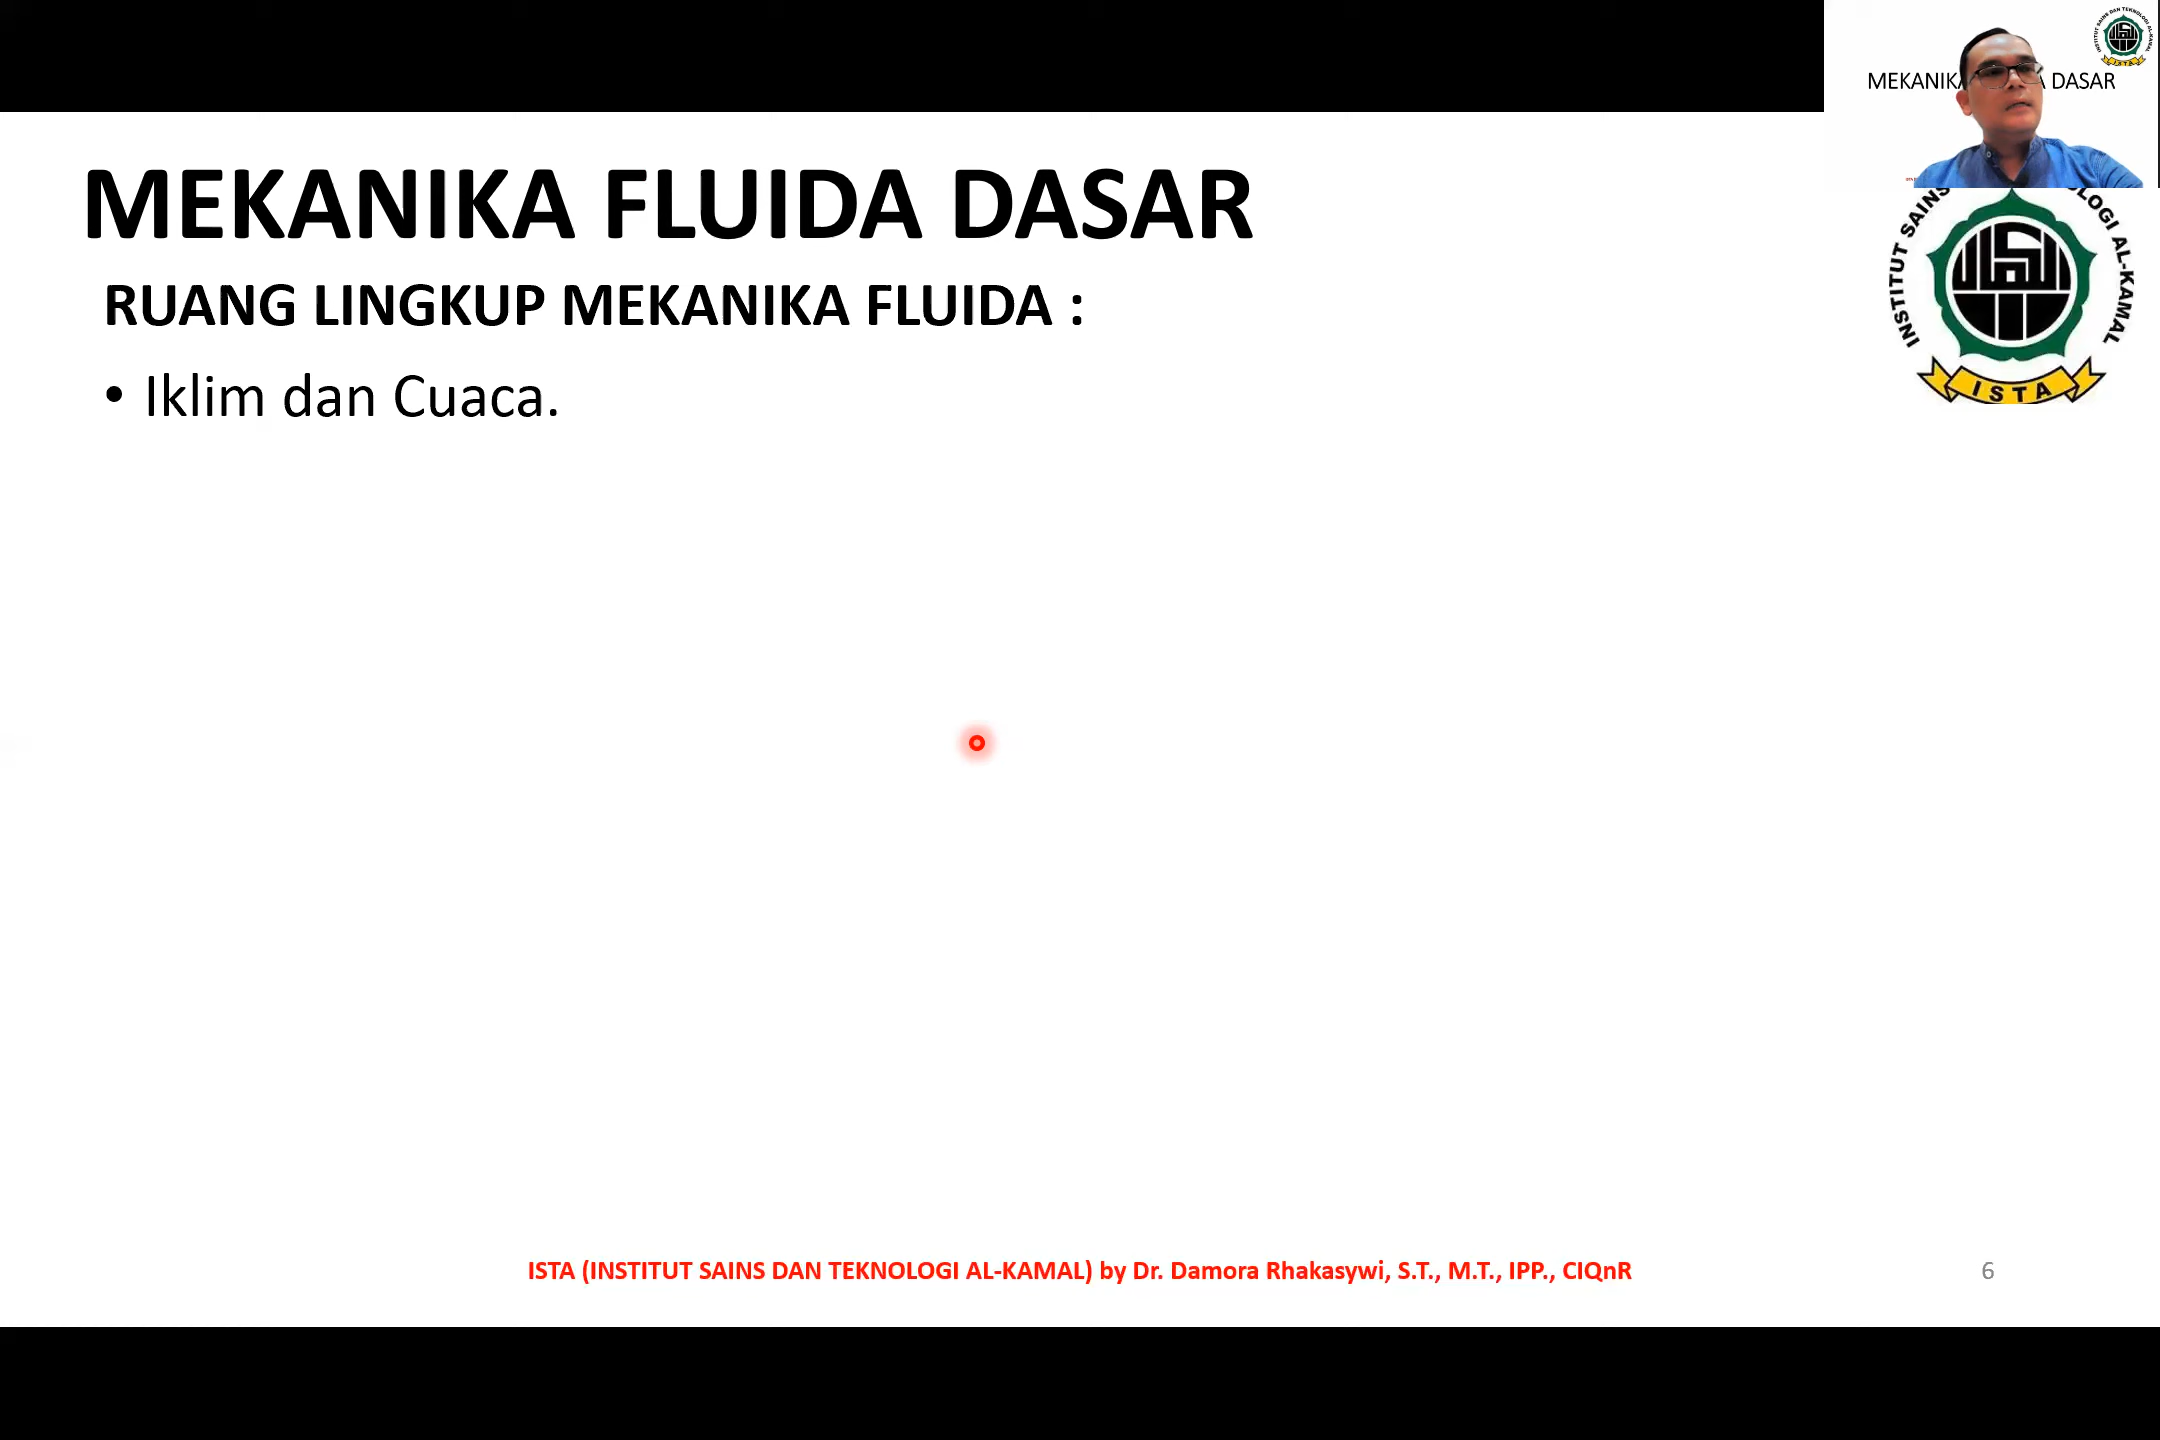 MEKANIKA DASAR
MEKANIKA FLUIDA DASAR
INSTITUT SAINS LOGI AL-KAMAL
ISTA
RUANG LINGKUP MEKANIKA FLUIDA :
• Iklim dan Cuaca.
ISTA (INSTITUT SAINS DAN TEKNOLOGI AL-KAMAL) by Dr. Damora Rhakasywi, S.T., M.T., IPP., CIQnR
6